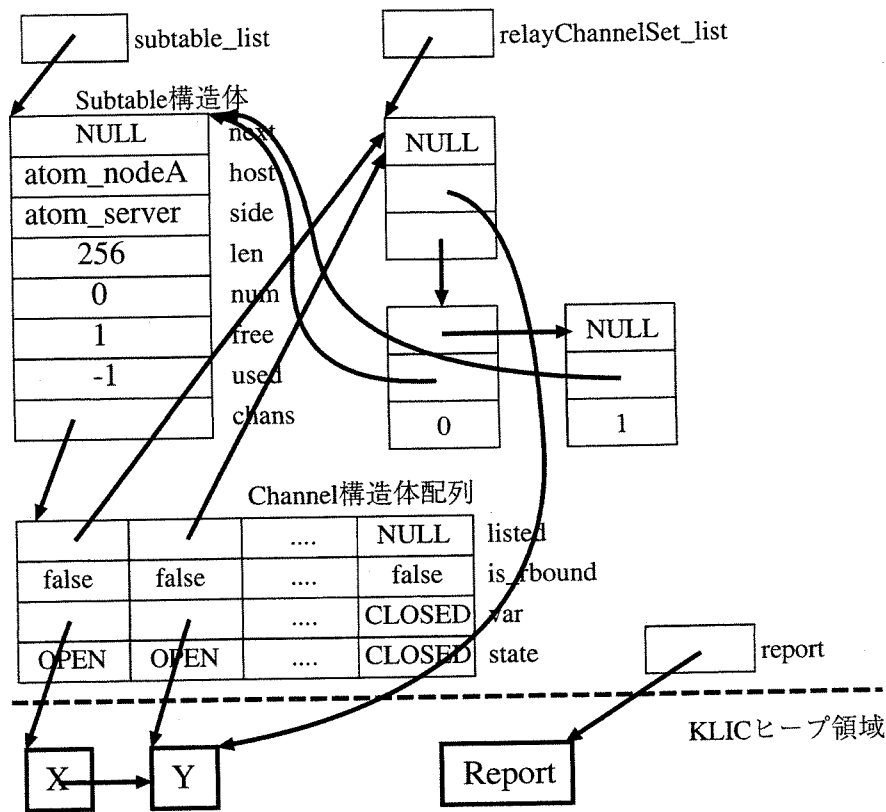 subtable_list
relayChannelSet_list
Subtable構造体
NULL next
atom_nodeA host
atom_server side
256 len
0 num
1 free
-1 used
chans
NULL
NULL
0
1
Channel構造体配列
.... NULL listed
false false .... false is_rbound
.... CLOSED var
OPEN OPEN .... CLOSED state
report
KLICヒープ領域
X
Y
Report